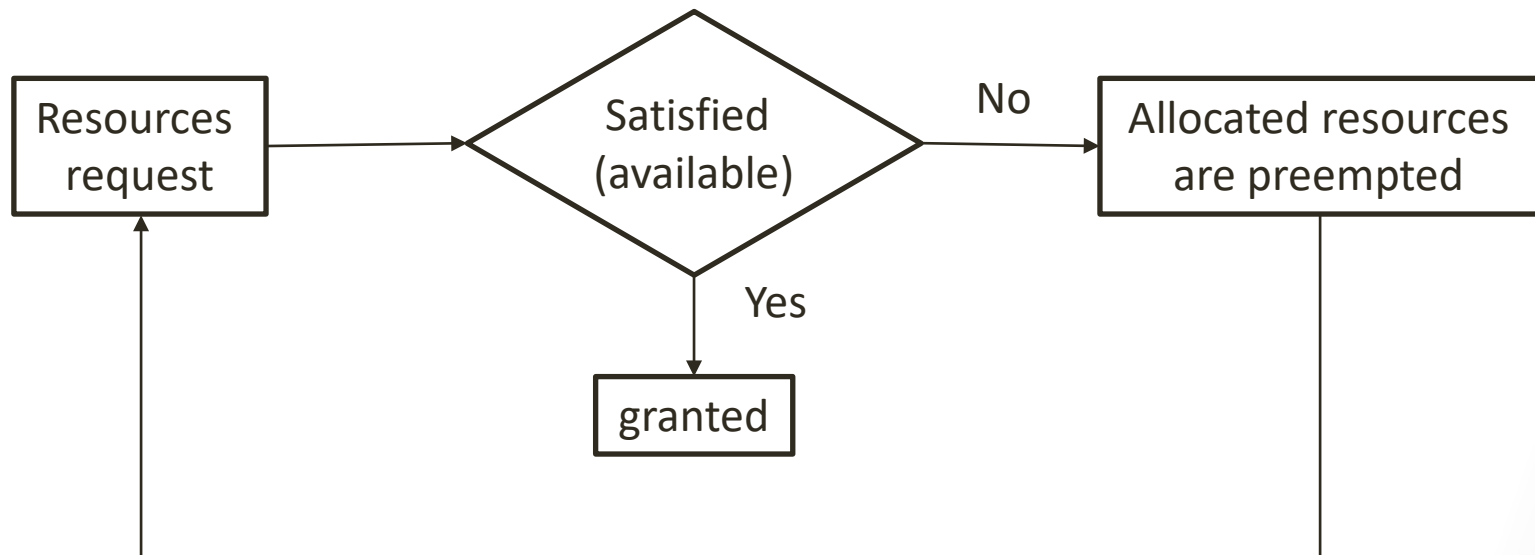 Resources
request
Satisfied
(available)
No
Allocated resources
are preempted
Yes
granted